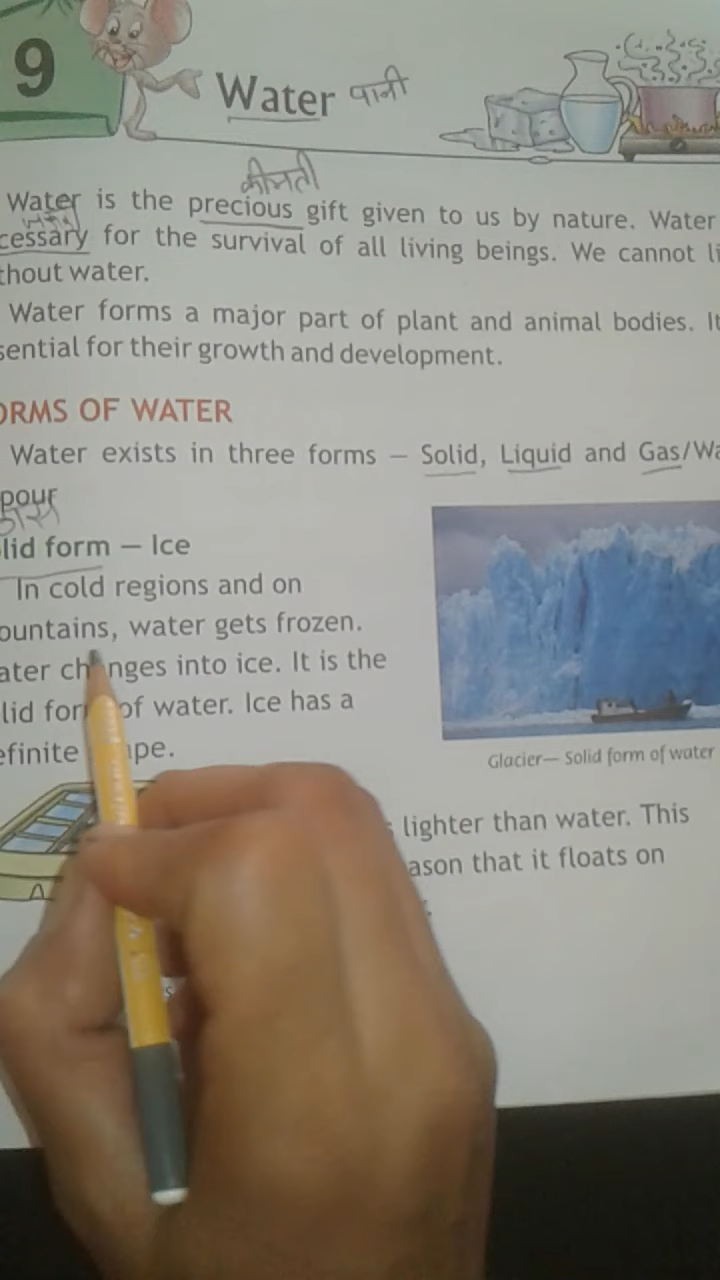 9
Water पानी
कीमती
Water is the precious gift given to us by nature. Water
cessary for the survival of all living beings. We cannot li
thout water.
Water forms a major part of plant and animal bodies. It
sential for their growth and development.
ORMS OF WATER
Water exists in three forms – Solid, Liquid and Gas/Wa
pour
lid form – Ice
In cold regions and on
ountains, water gets frozen.
ater changes into ice. It is the
lid form of water. Ice has a
efinite pe.
Glacier— Solid form of water
lighter than water. This
ason that it floats on